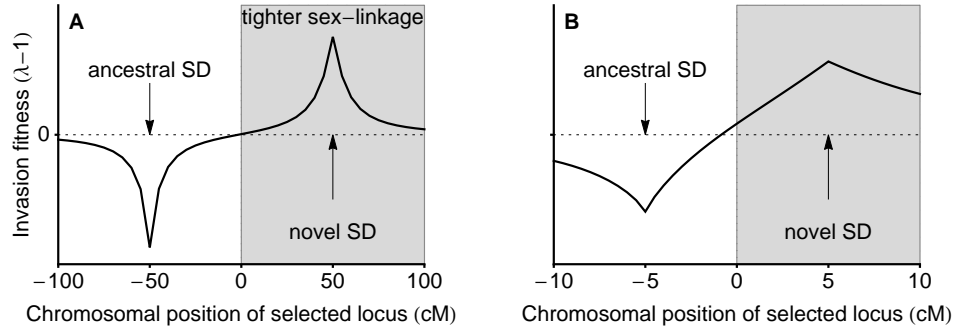 A
tighter sex−linkage
ancestral SD
novel SD
Invasion fitness (λ−1)
0
−100 −50 0 50 100
Chromosomal position of selected locus (cM)
B
ancestral SD
novel SD
−10 −5 0 5 10
Chromosomal position of selected locus (cM)